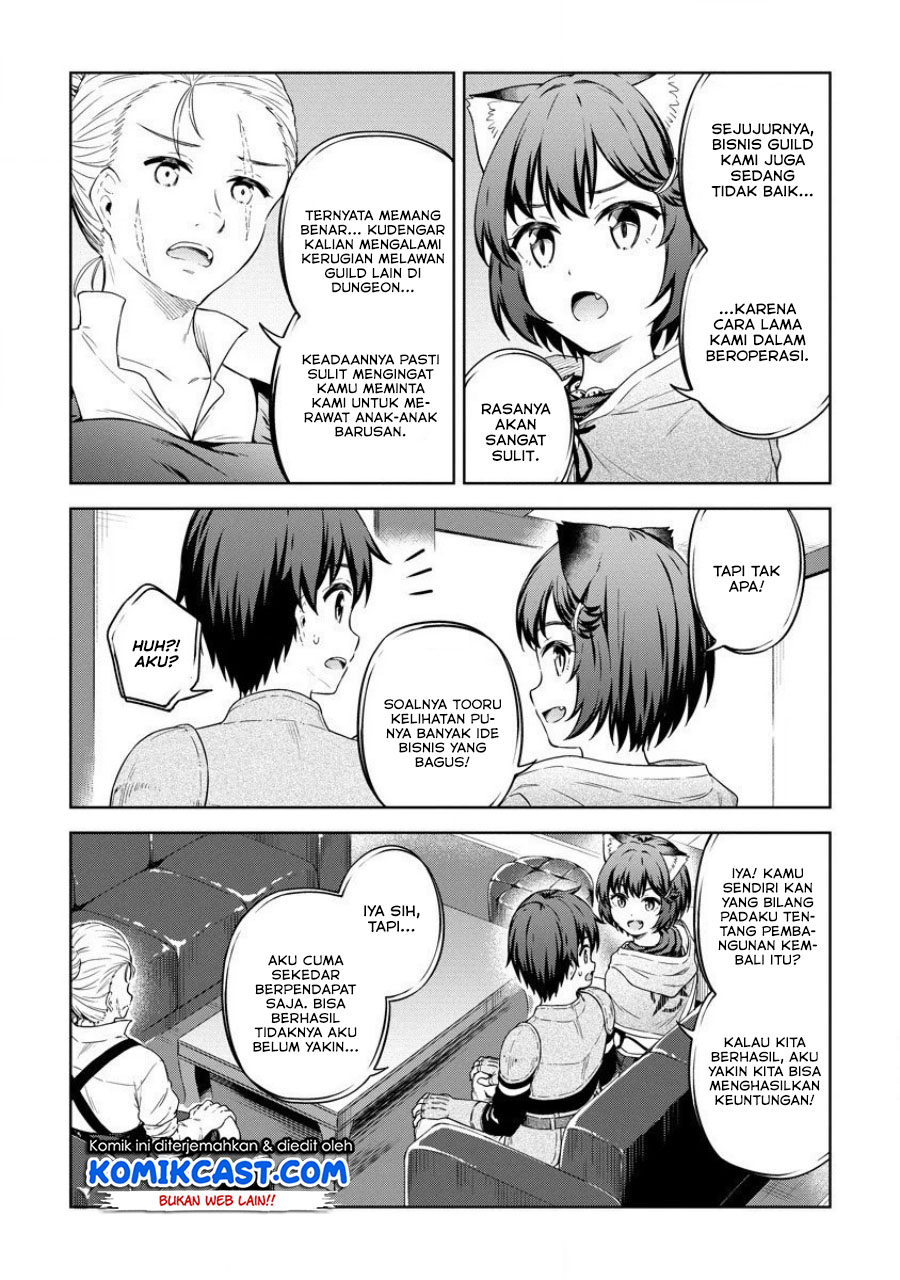 SEJUJURNYA,
BISNIS GUILD
KAMI JUGA
SEDANG
TIDAK BAIK...
...KARENA
CARA LAMA
KAMI DALAM
BEROPERASI.
RASANYA
AKAN
SANGAT
SULIT.
TERNYATA MEMANG
BENAR... KUDENGAR
KALIAN MENGALAMI
KERUGIAN MELAWAN
GUILD LAIN DI
DUNGEON...
KEADAANNYA PASTI
SULIT MENGINGAT
KAMU MEMINTA
KAMI UNTUK ME-
RAWAT ANAK-ANAK
BARUSAN.
TAPI TAK
APA!
SOALNYA TOORU
KELIHATAN PU-
NYA BANYAK IDE
BISNIS YANG
BAGUS!
HUH?!
AKU?
IYA! KAMU
SENDIRI KAN
YANG BILANG
PADAKU TEN-
TANG PEMBA-
NGUNAN KEM-
BALI ITU?
KALAU KITA
BERHASIL, AKU
YAKIN KITA BISA
MENGHASILKAN
KEUNTUNGAN!
IYA SIH,
TAPI...
AKU CUMA
SEKEDAR
BERPENDAPAT
SAJA. BISA
BERHASIL
TIDAKNYA AKU
BELUM YAKIN...
Komik ini diterjemahkan & diedit oleh
KOMIKCAST.COM
BUKAN WEB LAIN!!